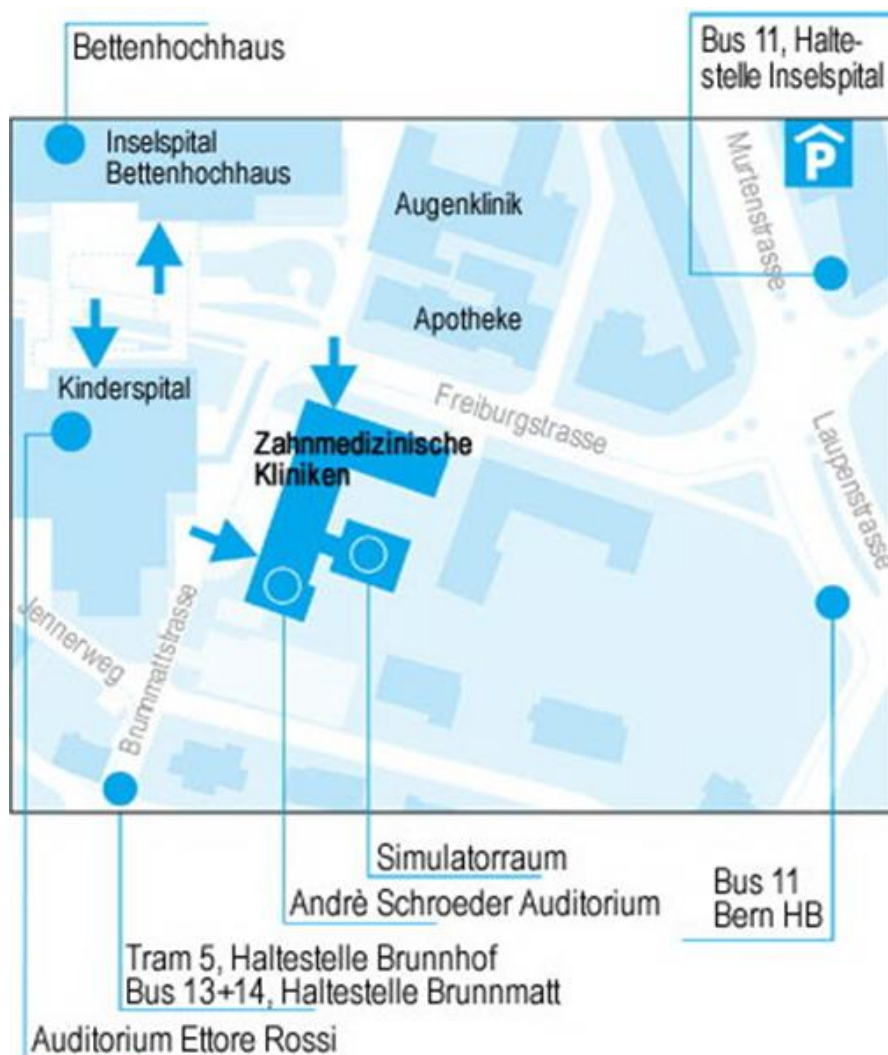 Bettenhochhaus
Bus 11, Halte-
stelle Inselspital
Inselspital
Bettenhochhaus
P
Augenklinik
Murtenstrasse
Apotheke
Kinderspital
Freiburgstrasse
Zahnmedizinische
Kliniken
Laupenstrasse
Jennerweg
Brunnmattstrasse
Simulatorraum
Andrè Schroeder Auditorium
Bus 11
Bern HB
Tram 5, Haltestelle Brunnhof
Bus 13+14, Haltestelle Brunnmatt
Auditorium Ettore Rossi